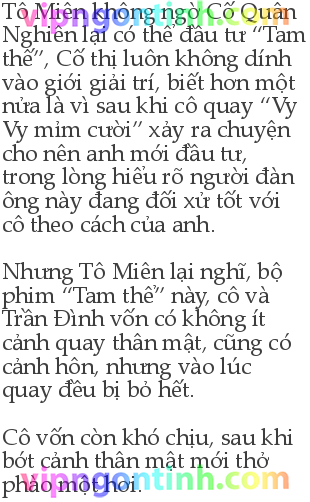 Tô Miên không ngờ Cố Quân
Nghiên lại có thể đầu tư “Tam
thế”, Cố thị luôn không dính
vào giới giải trí, biết hơn một
nửa là vì sau khi cô quay “Vy
Vy mỉm cười” xảy ra chuyện
cho nên anh mới đầu tư,
trong lòng hiểu rõ người đàn
ông này đang đối xử tốt với
cô theo cách của anh.
Nhưng Tô Miên lại nghĩ, bộ
phim “Tam thể” này, cô và
Trần Đình vốn có không ít
cảnh quay thân mật, cũng có
cảnh hôn, nhưng vào lúc
quay đều bị bỏ hết.
Cô vốn còn khó chịu, sau khi
bớt cảnh thân mật mới thở
phào một hơi.
vipngontinh.com
vipngontinh.com